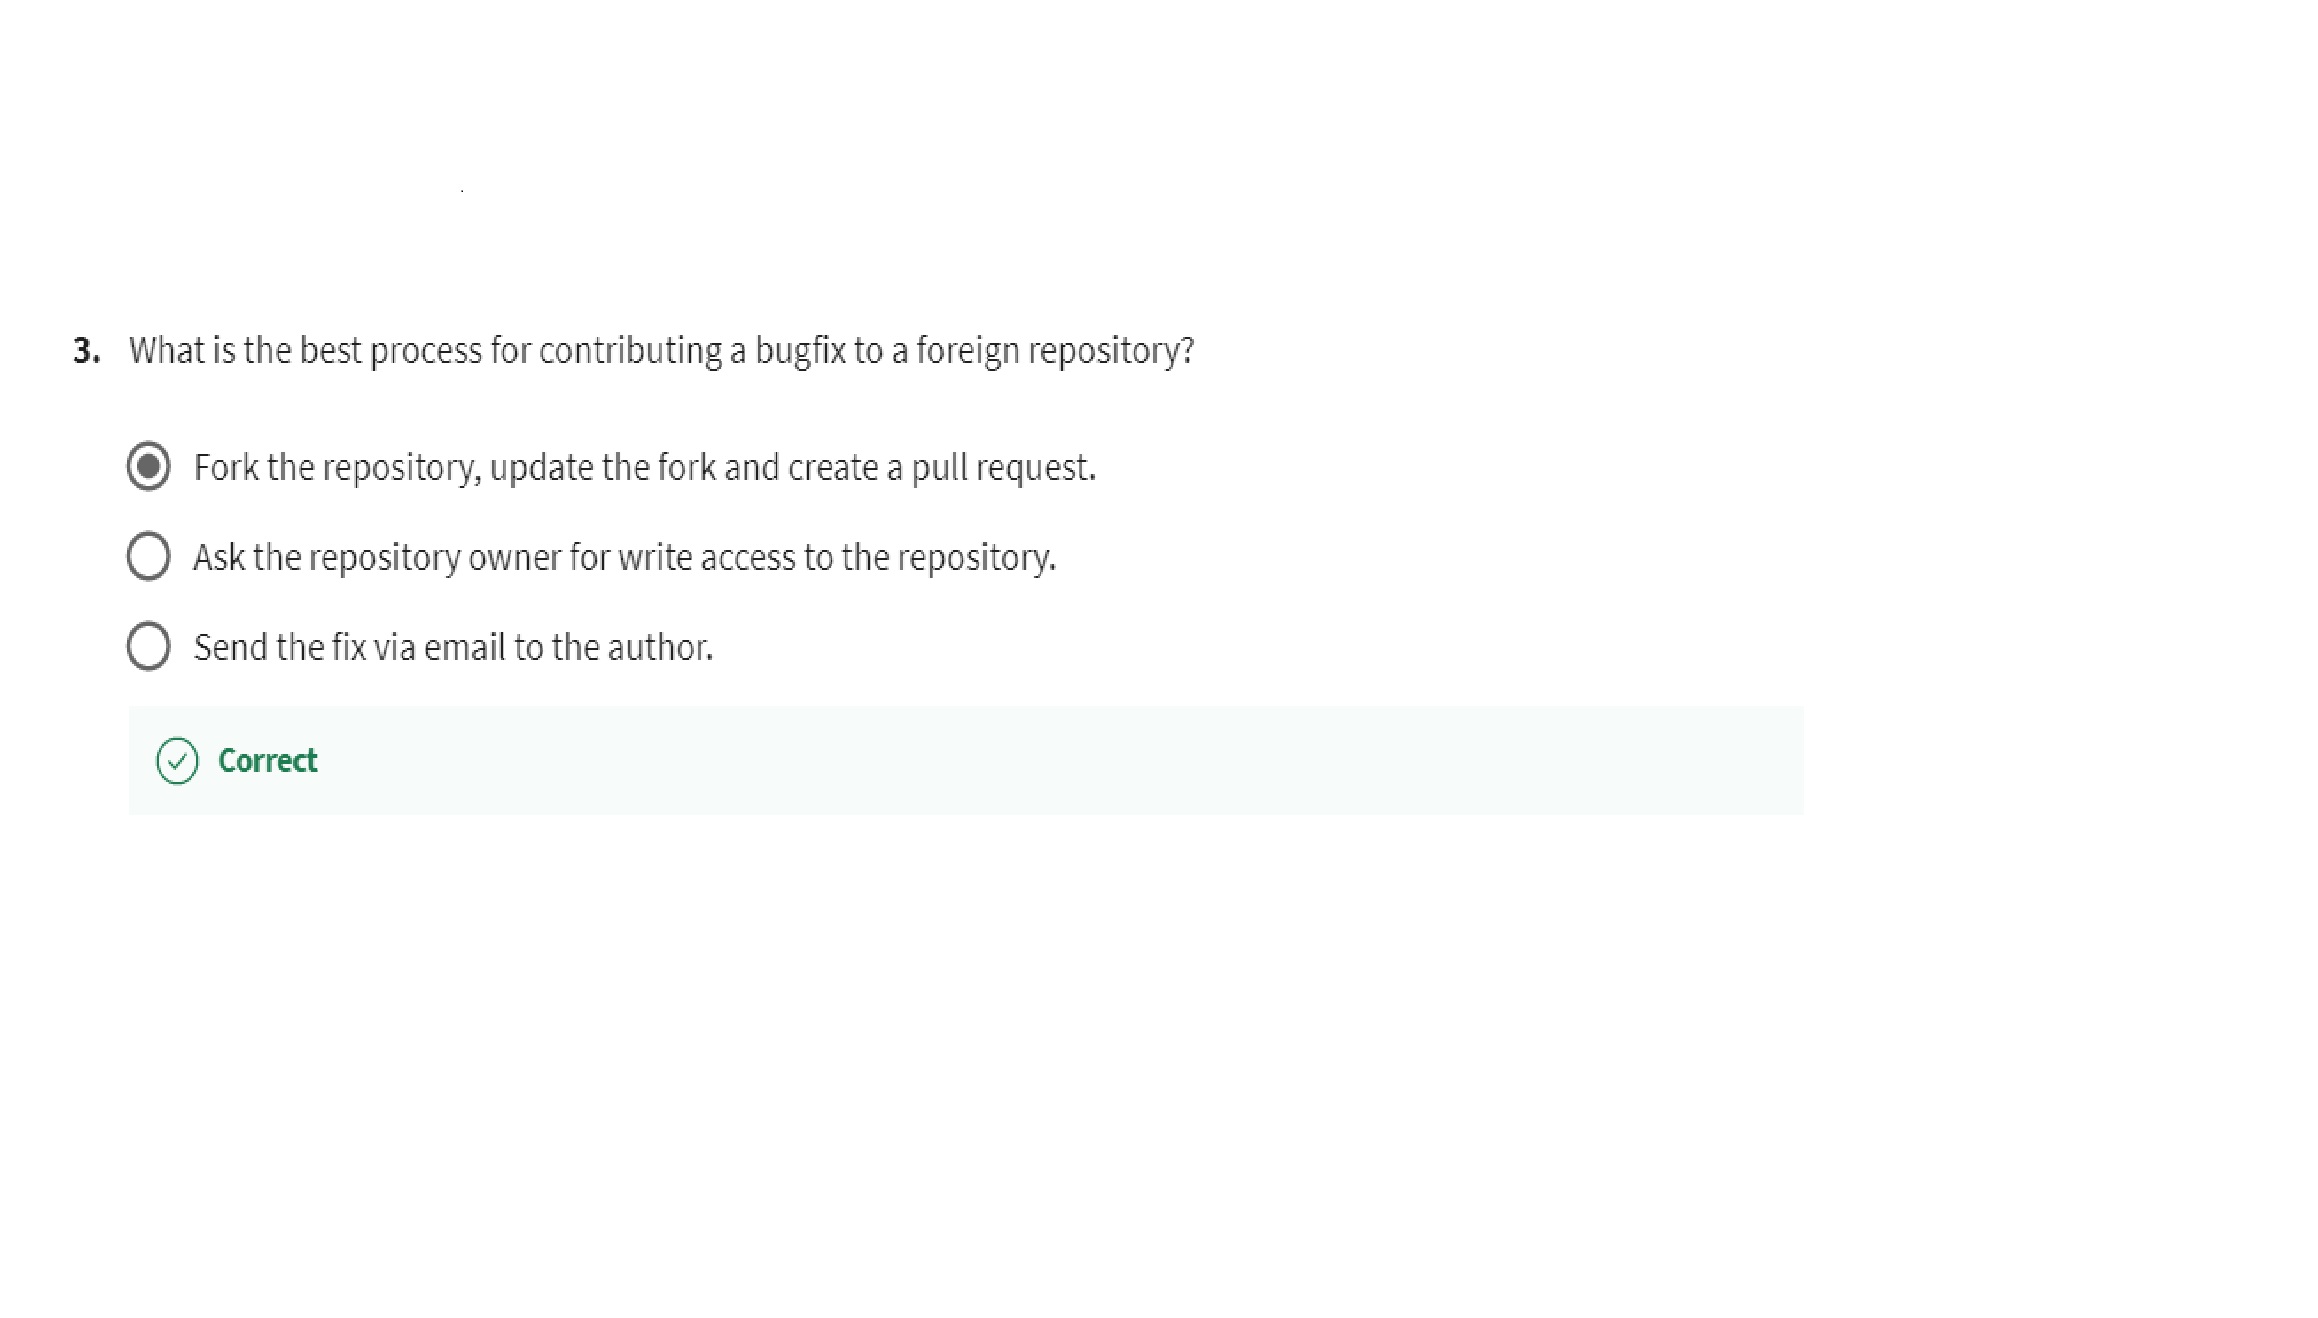 3. What is the best process for contributing a bugfix to a foreign repository?
Fork the repository, update the fork and create a pull request.
Ask the repository owner for write access to the repository.
Send the fix via email to the author.
Correct